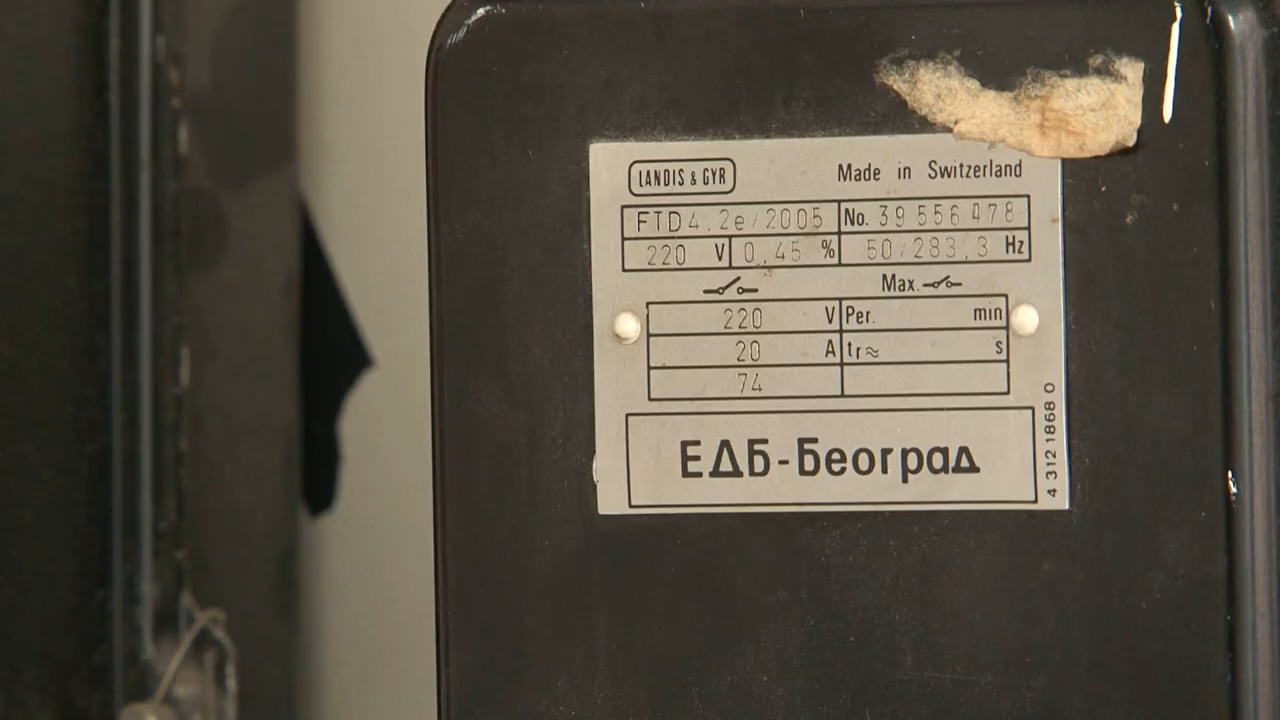 LANDIS & GYR Made in Switzerland
FTD4.2e/2005 No. 39 556 478
220 V 0,45 % 50/283,3 Hz
Max.
220 V Per. min
20 A tr≈ s
74
ЕДБ-Београд
4 312 1868 0